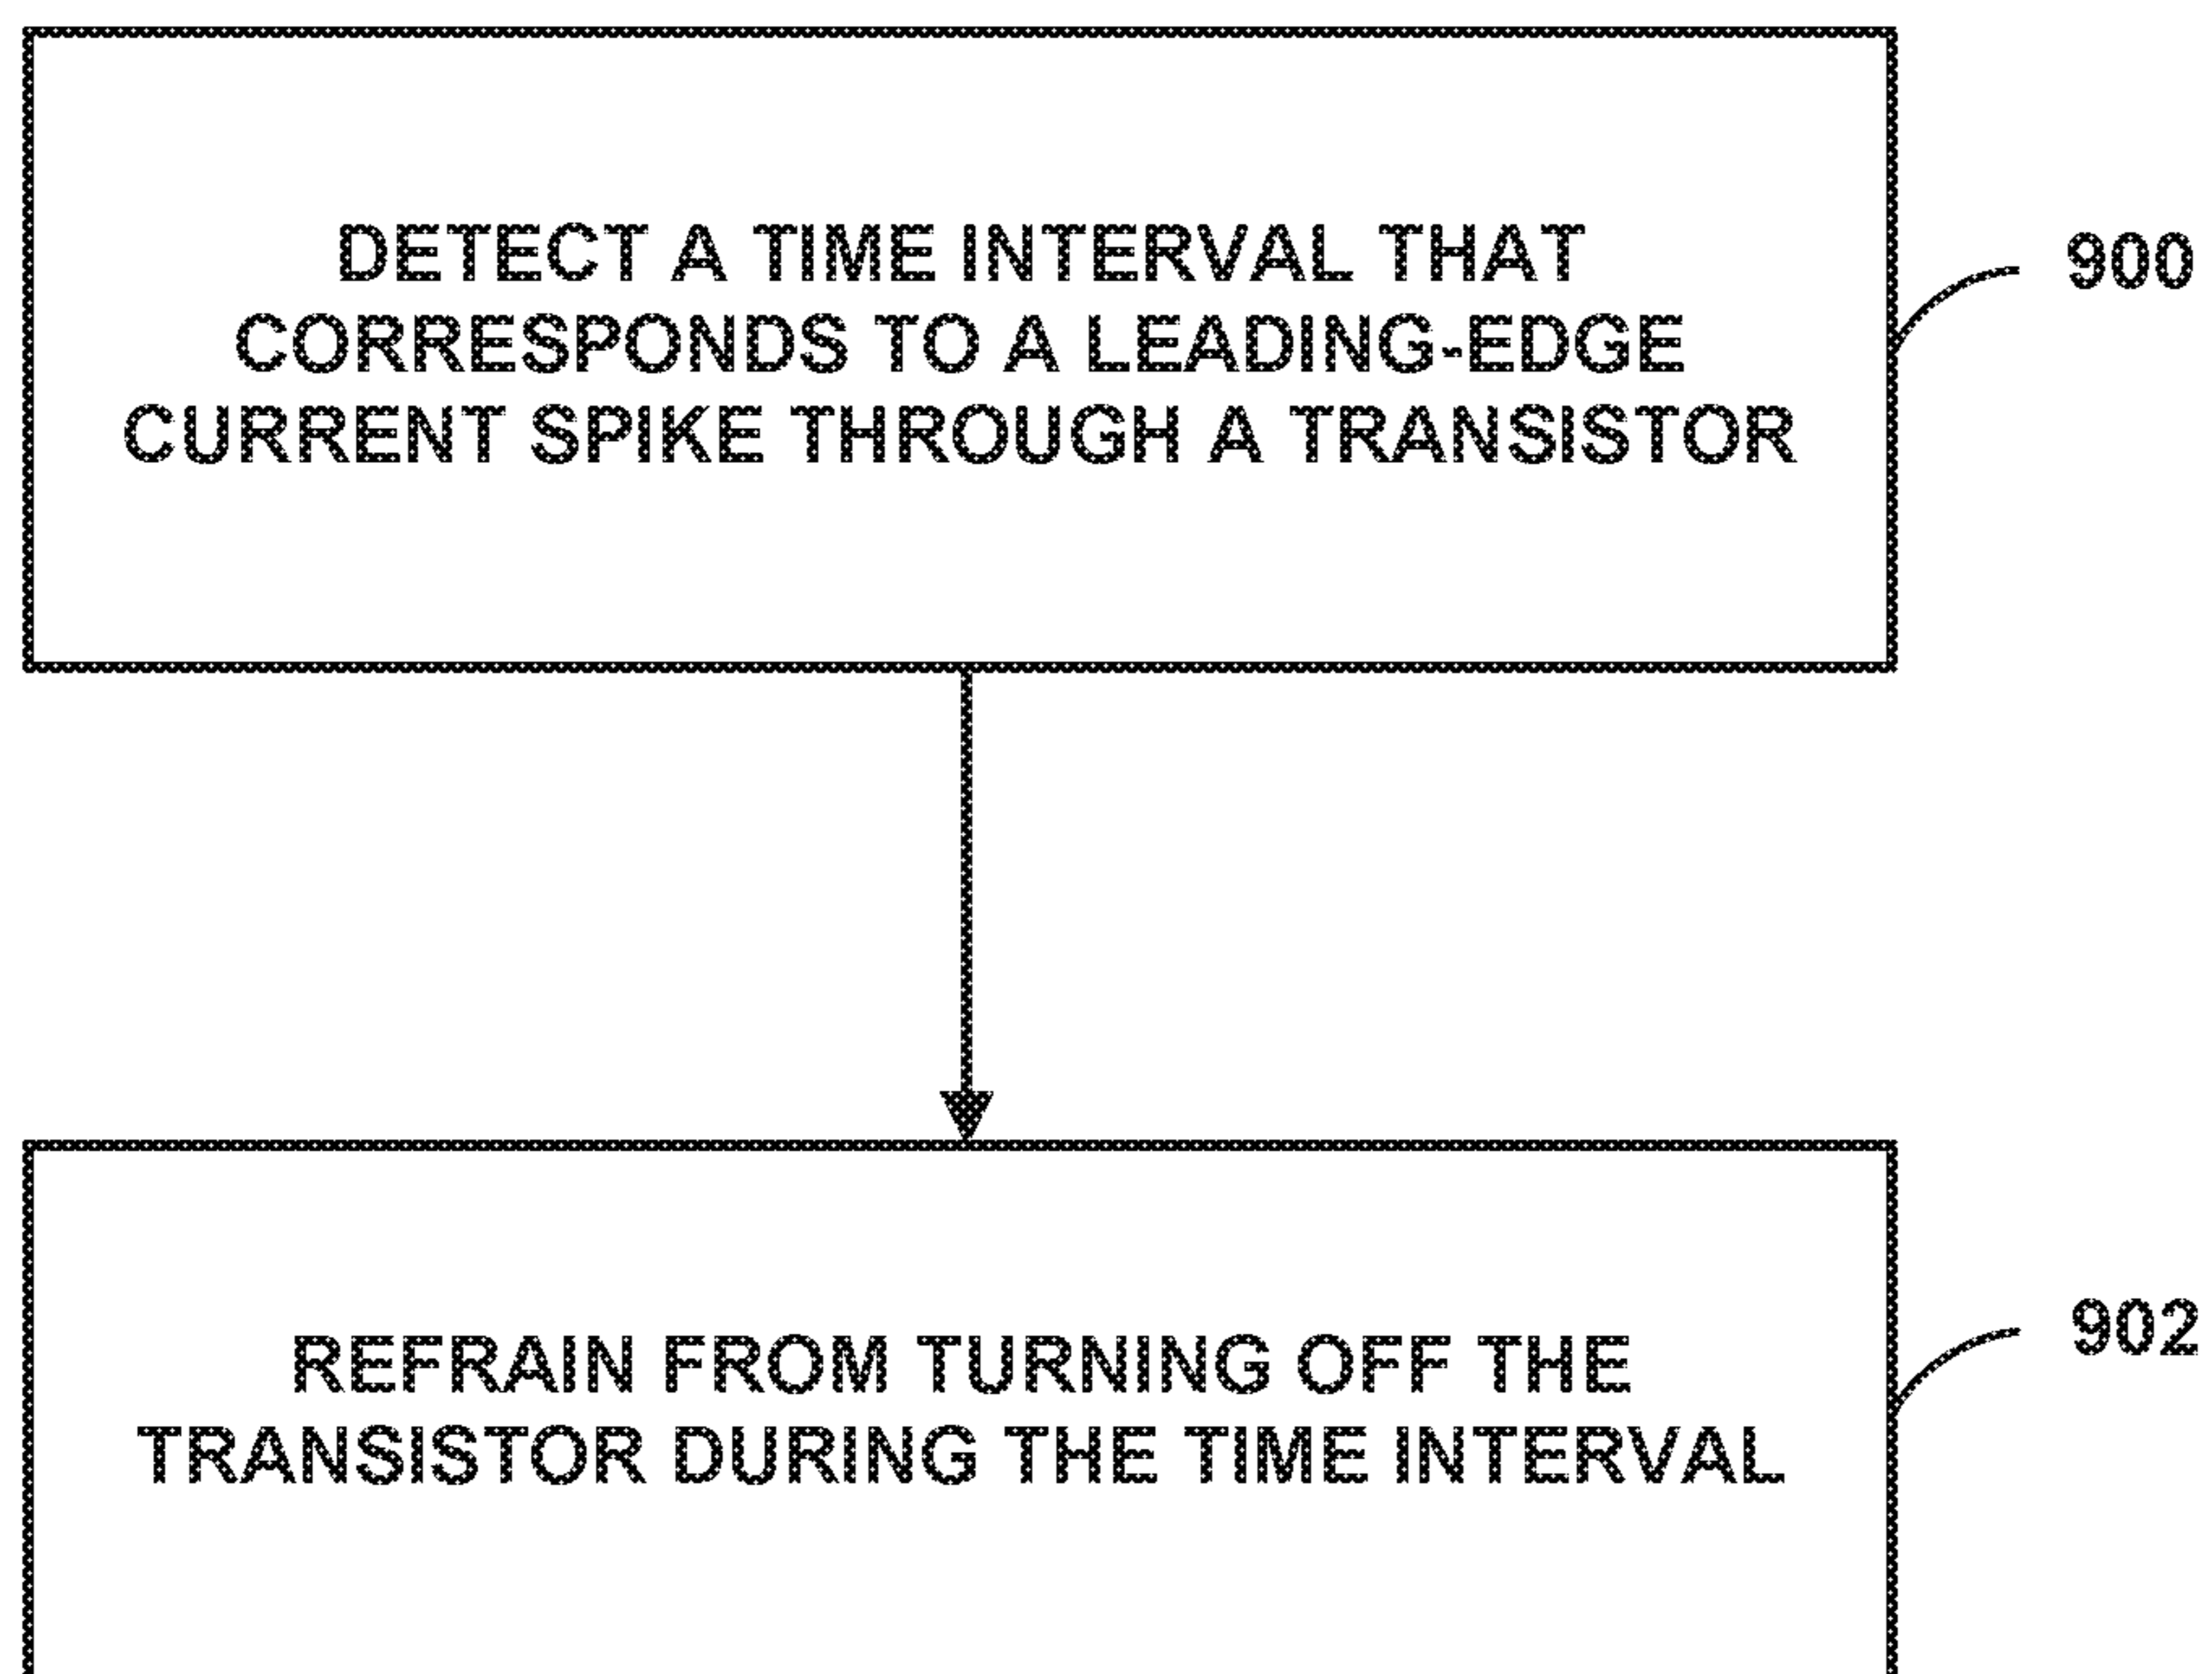 DETECT A TIME INTERVAL THAT
CORRESPONDS TO A LEADING-EDGE
CURRENT SPIKE THROUGH A TRANSISTOR
900
REFRAIN FROM TURNING OFF THE
TRANSISTOR DURING THE TIME INTERVAL
902